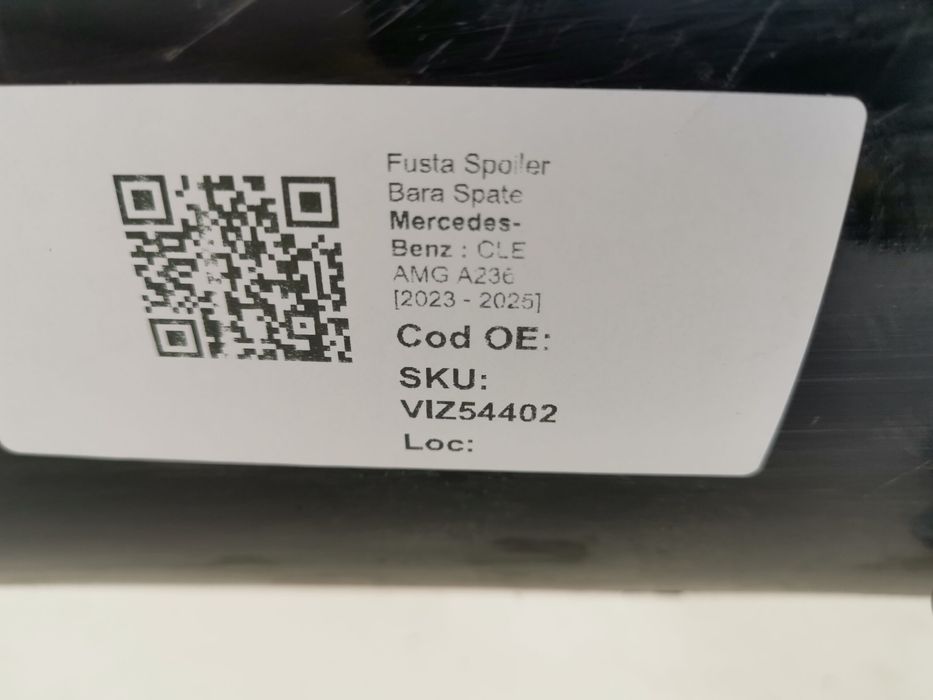 Fusta Spoiler
Bara Spate
Mercedes-
Benz : CLE
AMG A236
[2023 - 2025]
Cod OE:
SKU:
VIZ54402
Loc: